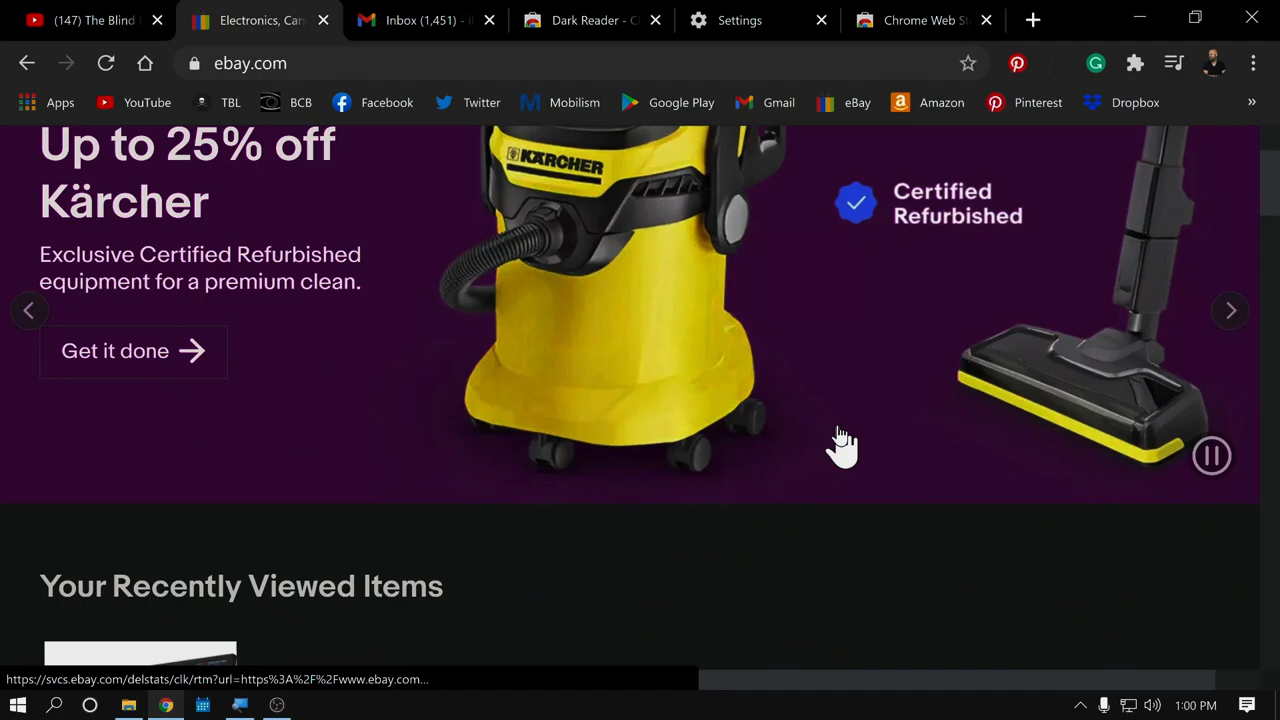 (147) The Blind
Electronics, Cars
Inbox (1,451) -
Dark Reader - C
Settings
Chrome Web St
ebay.com
Apps
YouTube
TBL
BCB
Facebook
Twitter
Mobilism
Google Play
Gmail
eBay
Amazon
Pinterest
Dropbox
»
Up to 25% off
Kärcher
Exclusive Certified Refurbished
equipment for a premium clean.
Get it done
KÄRCHER
Certified
Refurbished
Your Recently Viewed Items
https://svcs.ebay.com/delstats/clk/rtm?url=https%3A%2F%2Fwww.ebay.com...
1:00 PM